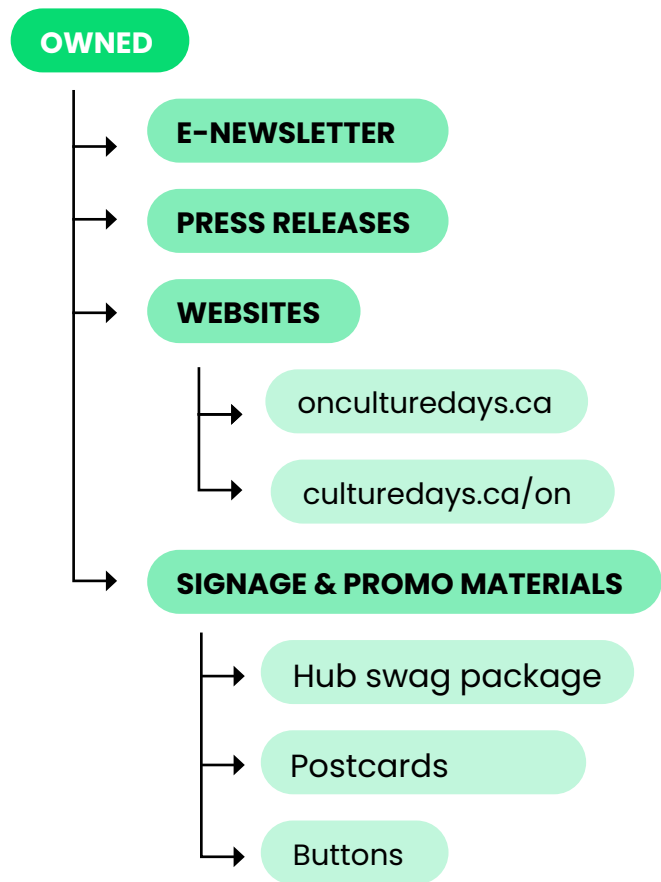 OWNED
E-NEWSLETTER
PRESS RELEASES
WEBSITES
onculturedays.ca
culturedays.ca/on
SIGNAGE & PROMO MATERIALS
Hub swag package
Postcards
Buttons